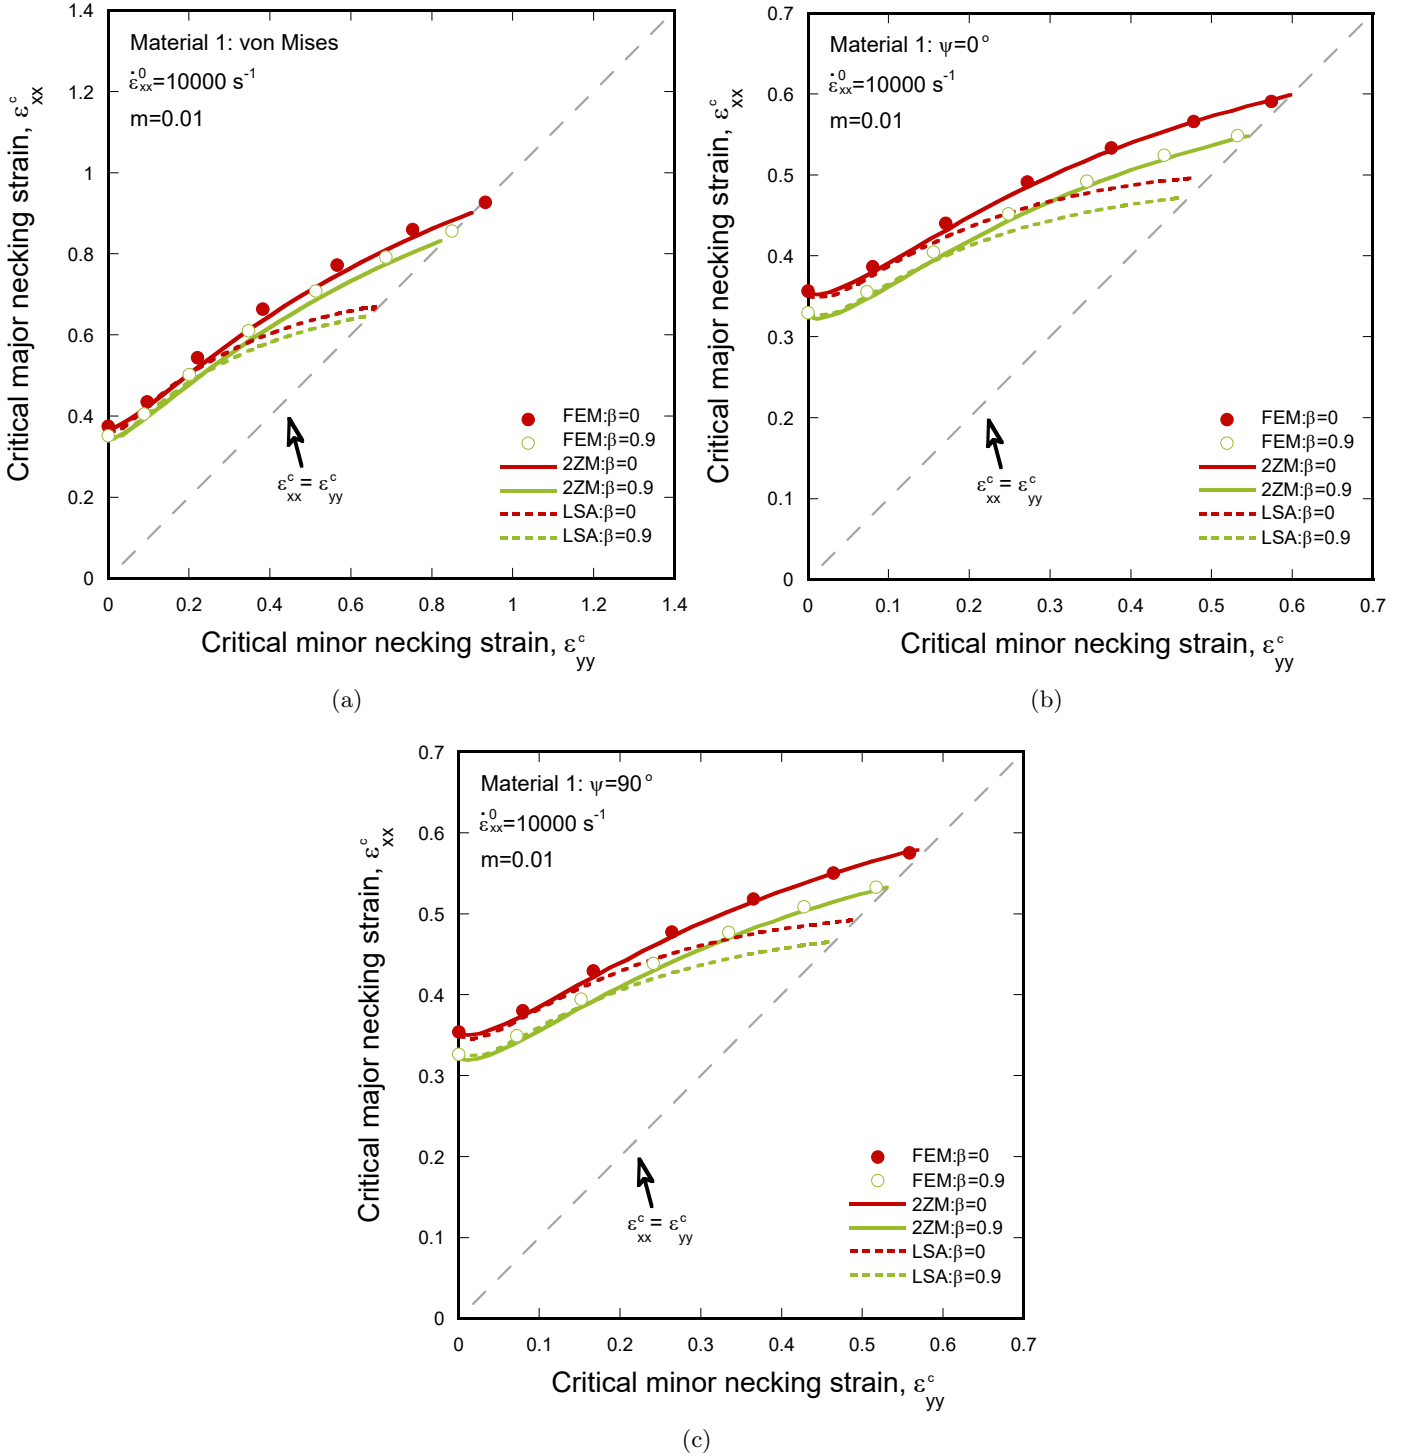 Material 1: von Mises
ε̇⁰xx=10000 s⁻¹
m=0.01
Critical major necking strain, εᶜxx
1.4
1.2
1
0.8
0.6
0.4
0.2
0
0 0.2 0.4 0.6 0.8 1 1.2 1.4
εᶜxx = εᶜyy
FEM:β=0
FEM:β=0.9
2ZM:β=0
2ZM:β=0.9
LSA:β=0
LSA:β=0.9
Critical minor necking strain, εᶜyy
(a)
Material 1: ψ=0°
ε̇⁰xx=10000 s⁻¹
m=0.01
Critical major necking strain, εᶜxx
0.7
0.6
0.5
0.4
0.3
0.2
0.1
0
0 0.1 0.2 0.3 0.4 0.5 0.6 0.7
εᶜxx = εᶜyy
FEM:β=0
FEM:β=0.9
2ZM:β=0
2ZM:β=0.9
LSA:β=0
LSA:β=0.9
Critical minor necking strain, εᶜyy
(b)
Material 1: ψ=90°
ε̇⁰xx=10000 s⁻¹
m=0.01
Critical major necking strain, εᶜxx
0.7
0.6
0.5
0.4
0.3
0.2
0.1
0
0 0.1 0.2 0.3 0.4 0.5 0.6 0.7
εᶜxx = εᶜyy
FEM:β=0
FEM:β=0.9
2ZM:β=0
2ZM:β=0.9
LSA:β=0
LSA:β=0.9
Critical minor necking strain, εᶜyy
(c)